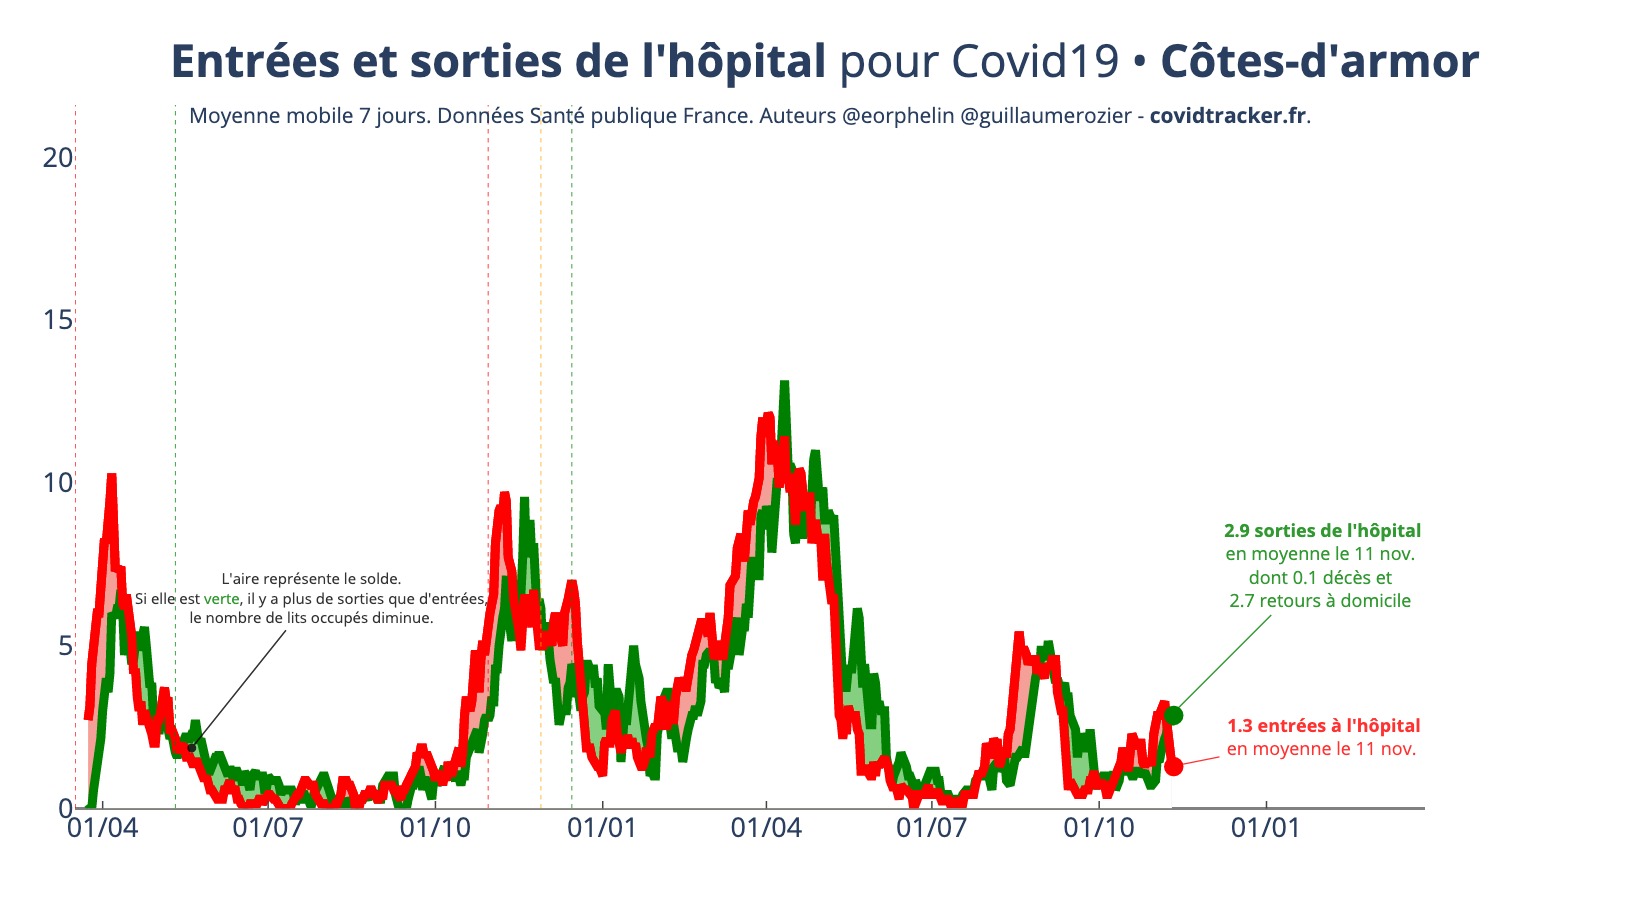 Entrées et sorties de l'hôpital pour Covid19 • Côtes-d'armor
Moyenne mobile 7 jours. Données Santé publique France. Auteurs @eorphelin @guillaumerozier - covidtracker.fr.
20
15
10
5
0
L'aire représente le solde.
Si elle est verte, il y a plus de sorties que d'entrées,
le nombre de lits occupés diminue.
2.9 sorties de l'hôpital
en moyenne le 11 nov.
dont 0.1 décès et
2.7 retours à domicile
1.3 entrées à l'hôpital
en moyenne le 11 nov.
01/04 01/07 01/10 01/01 01/04 01/07 01/10 01/01